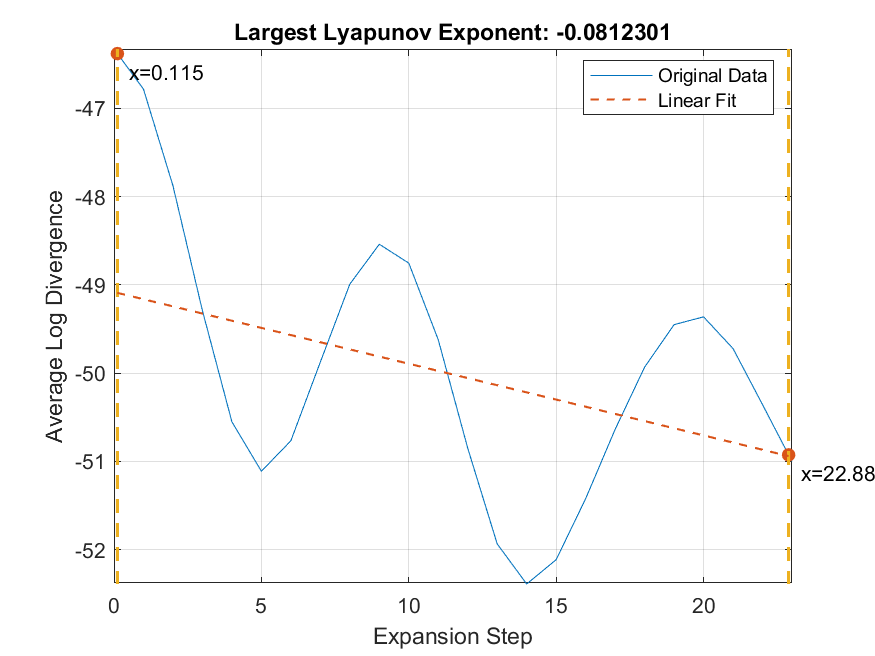 Largest Lyapunov Exponent: -0.0812301
x=0.115
Original Data
Linear Fit
-47
-48
-49
-50
-51
-52
Average Log Divergence
x=22.88
0
5
10
15
20
Expansion Step